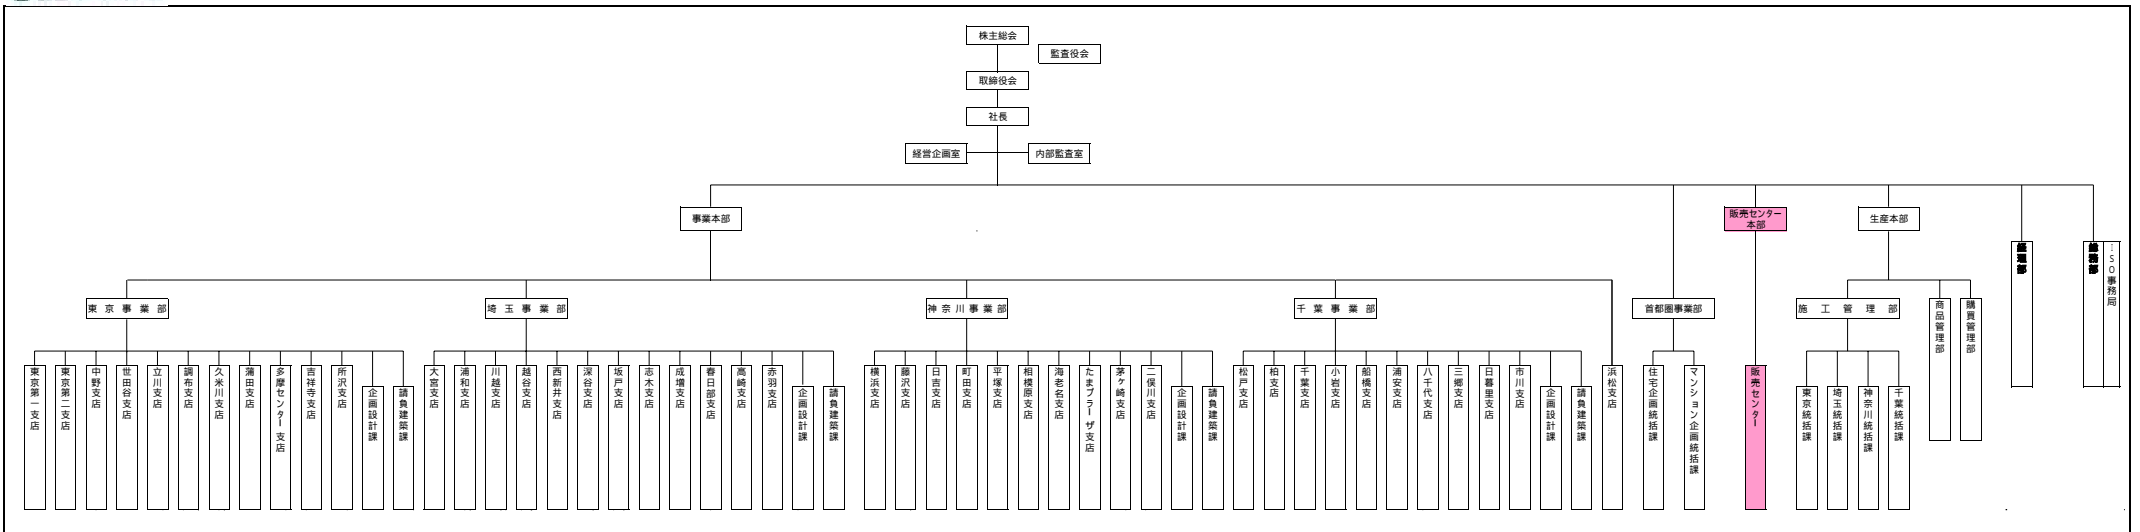 株主総会
監査役会
取締役会
社長
経営企画室
内部監査室
事業本部
販売センター
本部
生産本部
経理部
総務部
ISO事務局
東京事業部
埼玉事業部
神奈川事業部
千葉事業部
首都圏事業部
施工管理部
商品管理部
購買管理部
東京第一支店
東京第二支店
中野支店
世田谷支店
立川支店
調布支店
久米川支店
蒲田支店
多摩センター支店
吉祥寺支店
所沢支店
企画設計課
請負建築課
大宮支店
浦和支店
川越支店
越谷支店
西新井支店
深谷支店
坂戸支店
志木支店
成増支店
春日部支店
高崎支店
赤羽支店
企画設計課
請負建築課
横浜支店
藤沢支店
日吉支店
町田支店
平塚支店
相模原支店
海老名支店
たまプラーザ支店
茅ケ崎支店
二俣川支店
企画設計課
請負建築課
松戸支店
柏支店
千葉支店
小岩支店
船橋支店
浦安支店
八千代支店
三郷支店
日暮里支店
市川支店
企画設計課
請負建築課
浜松支店
住宅企画統括課
マンション企画統括課
販売センター
東京統括課
埼玉統括課
神奈川統括課
千葉統括課